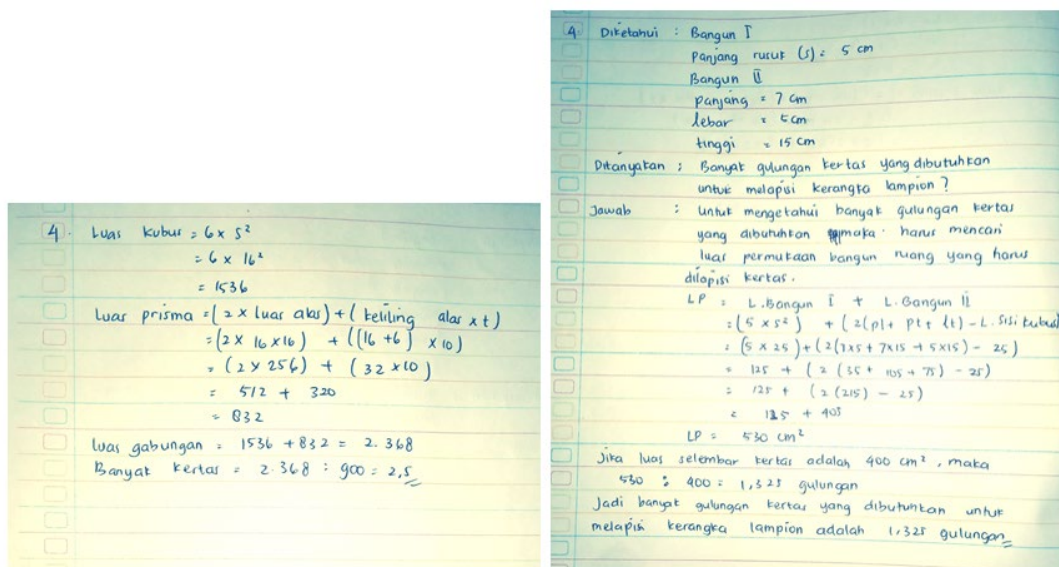 4. Luas kubus = 6 x s²
= 6 x 16²
= 1536
Luas prisma = (2 x luas alas) + (keliling alas x t)
= (2 x 16 x 16) + ((16 + 6) x 10)
= (2 x 256) + (32 x 10)
= 512 + 320
= 832
Luas gabungan = 1536 + 832 = 2.368
Banyak kertas = 2.368 : 900 = 2,5
4. Diketahui : Bangun I
Panjang rusuk (s) = 5 cm
Bangun II
panjang = 7 cm
lebar = 5 cm
tinggi = 15 cm
Ditanyakan : Banyak gulungan kertas yang dibutuhkan
untuk melapisi kerangka lampion ?
Jawab : Untuk mengetahui banyak gulungan kertas
yang dibutuhkan maka harus mencari
luas permukaan bangun ruang yang harus
dilapisi kertas.
LP = L.Bangun I + L.Bangun II
= (5 x s²) + (2(pl + pt + lt) - L. sisi kubus)
= (5 x 25) + (2(7x5 + 7x15 + 5x15) - 25)
= 125 + (2 (35 + 105 + 75) - 25)
= 125 + (2 (215) - 25)
= 125 + 405
LP = 530 cm²
Jika luas selembar kertas adalah 400 cm², maka
530 : 400 = 1,325 gulungan
Jadi banyak gulungan kertas yang dibutuhkan untuk
melapisi kerangka lampion adalah 1,325 gulungan